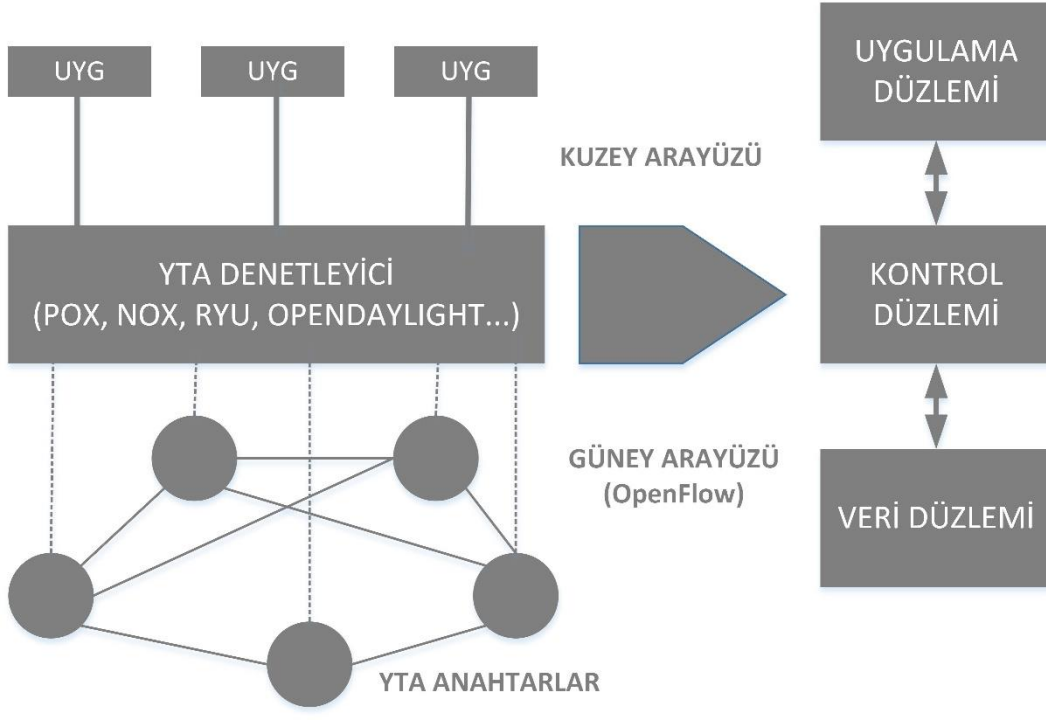 UYG
UYG
UYG
KUZEY ARAYÜZÜ
YTA DENETLEYİCİ
(POX, NOX, RYU, OPENDAYLIGHT...)
GÜNEY ARAYÜZÜ
(OpenFlow)
YTA ANAHTARLAR
UYGULAMA
DÜZLEMİ
KONTROL
DÜZLEMİ
VERİ DÜZLEMİ